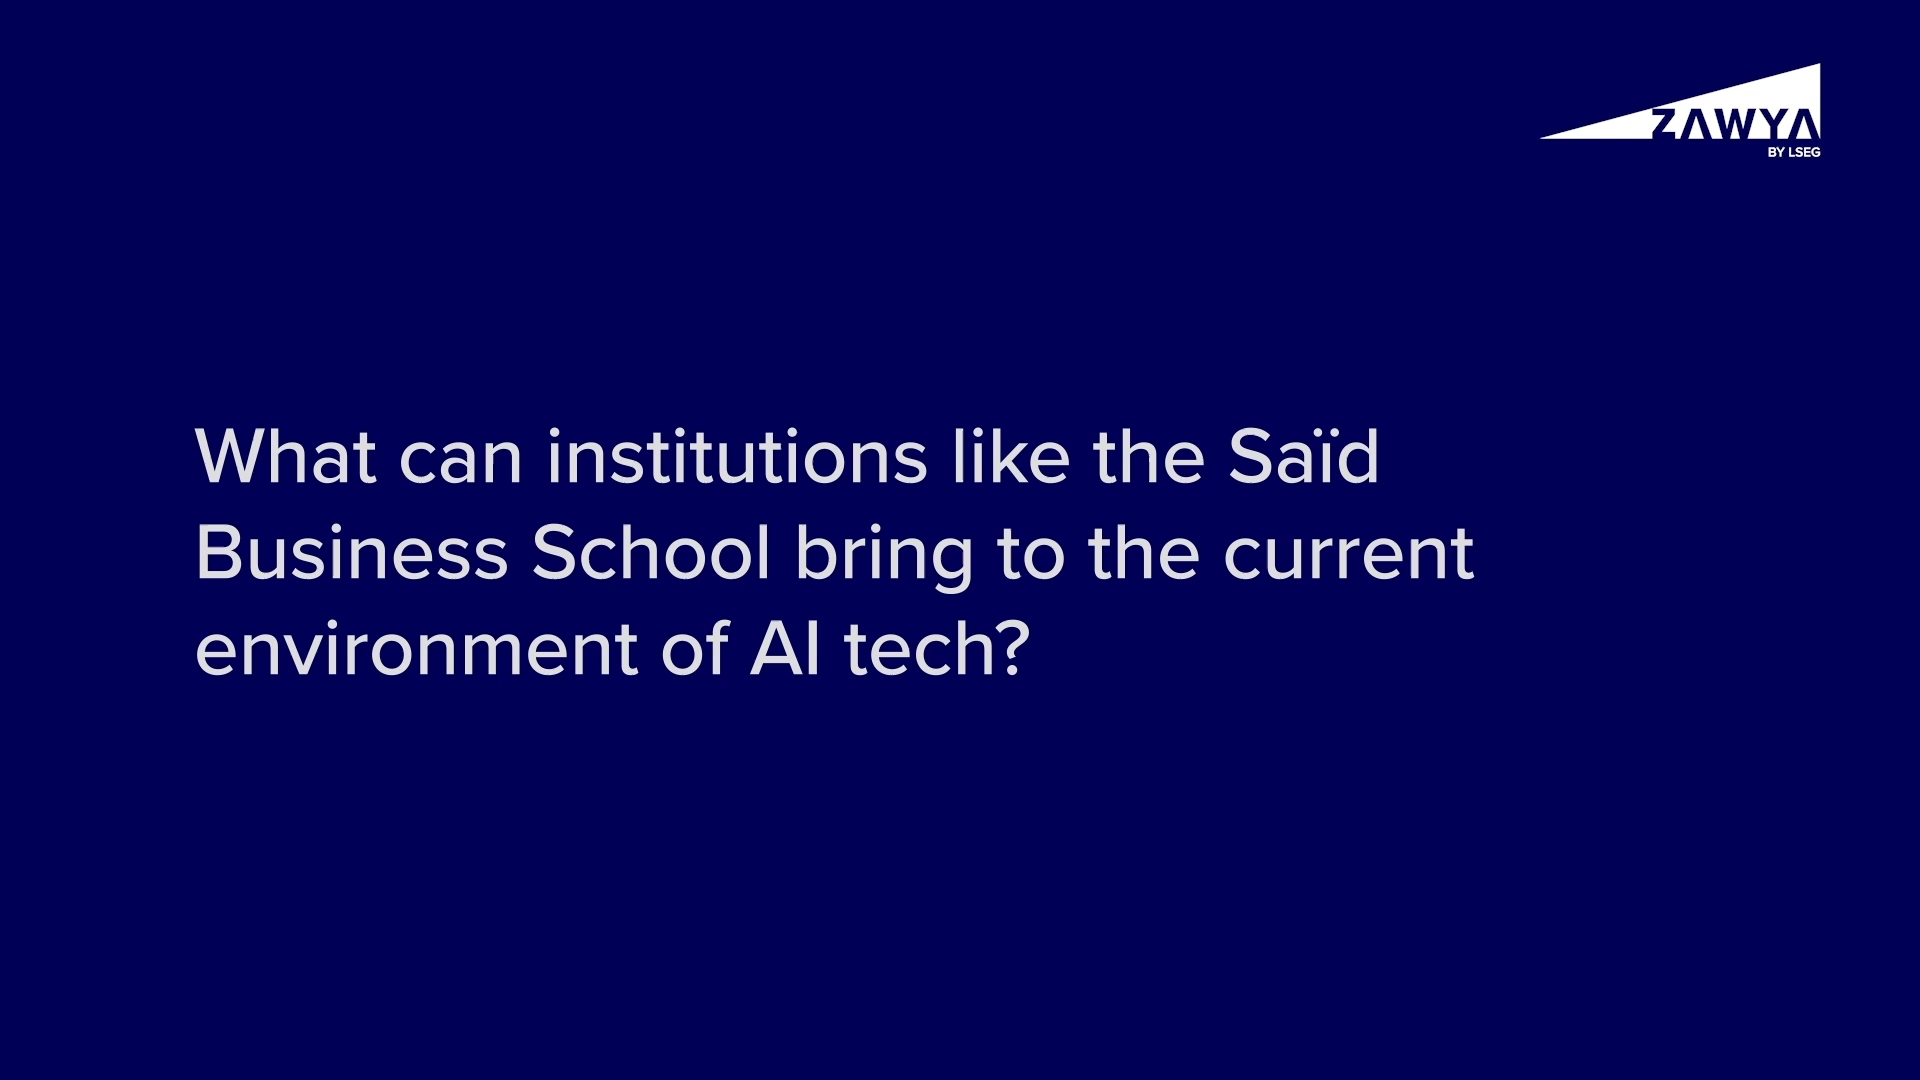 ZAWYA
BY LSEG
What can institutions like the Saïd
Business School bring to the current
environment of AI tech?